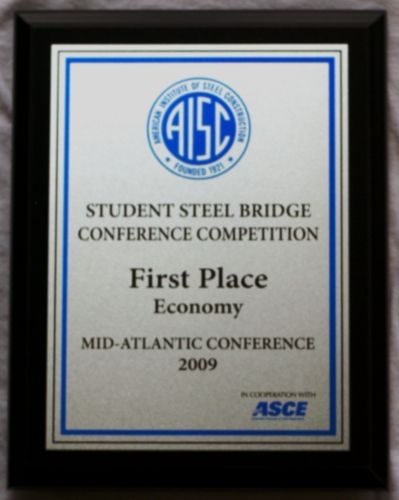 AMERICAN INSTITUTE OF STEEL CONSTRUCTION
AISC
FOUNDED 1921
STUDENT STEEL BRIDGE
CONFERENCE COMPETITION
First Place
Economy
MID-ATLANTIC CONFERENCE
2009
IN COOPERATION WITH
ASCE